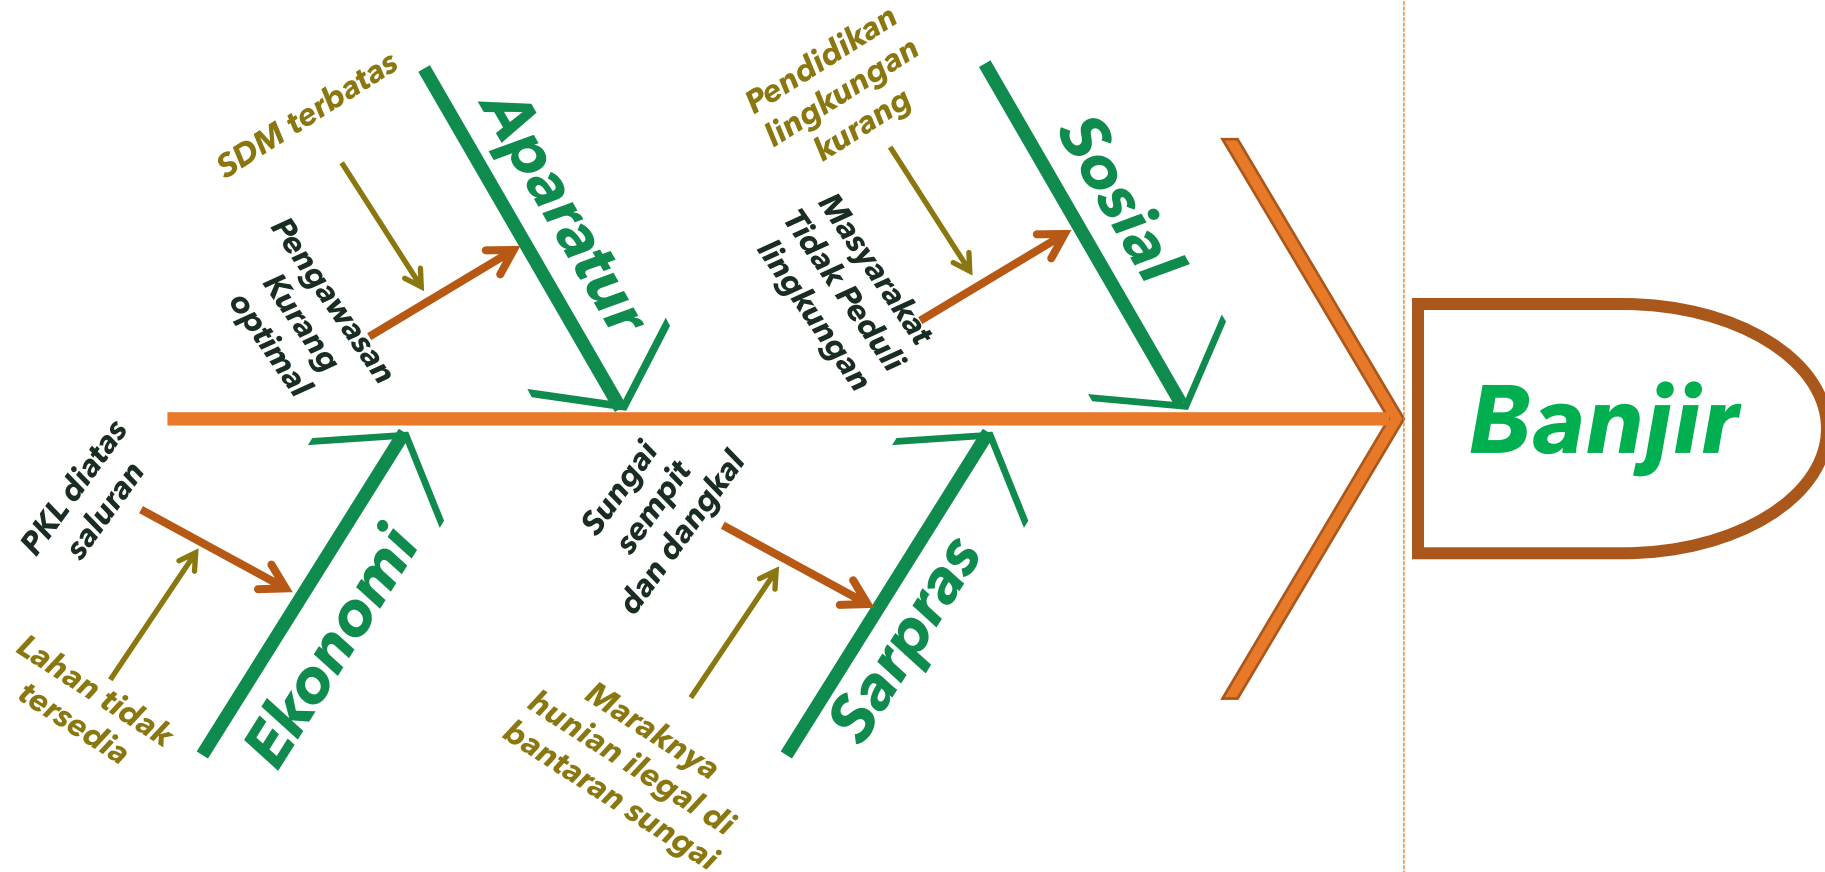 SDM terbatas
Pengawasan
Kurang
optimal
Aparatur
Pendidikan
lingkungan
kurang
Masyarakat
Tidak Peduli
lingkungan
Sosial
Banjir
PKL diatas
saluran
Lahan tidak
tersedia
Ekonomi
Sungai
sempit
dan dangkal
Maraknya
hunian ilegal di
bantaran sungai
Sarpras